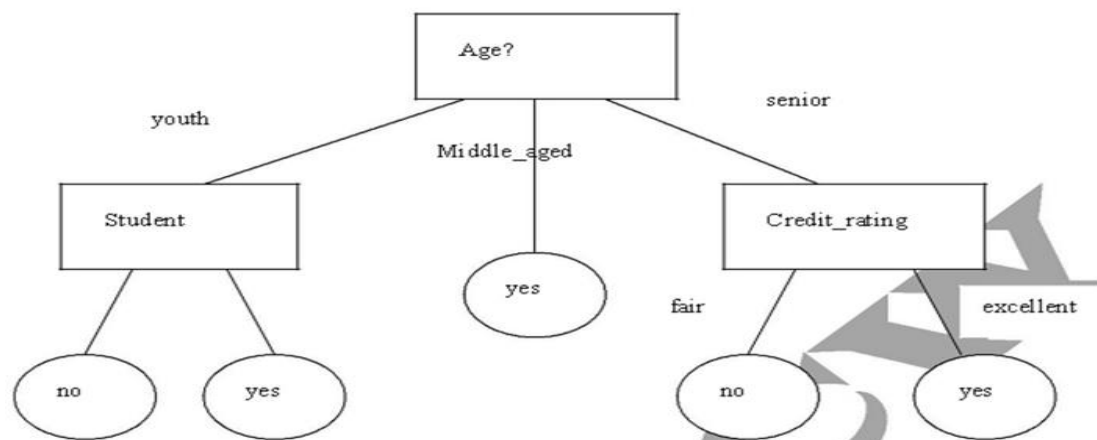 Age?
youth
senior
Middle_aged
Student
Credit_rating
yes
fair
excellent
no
yes
no
yes